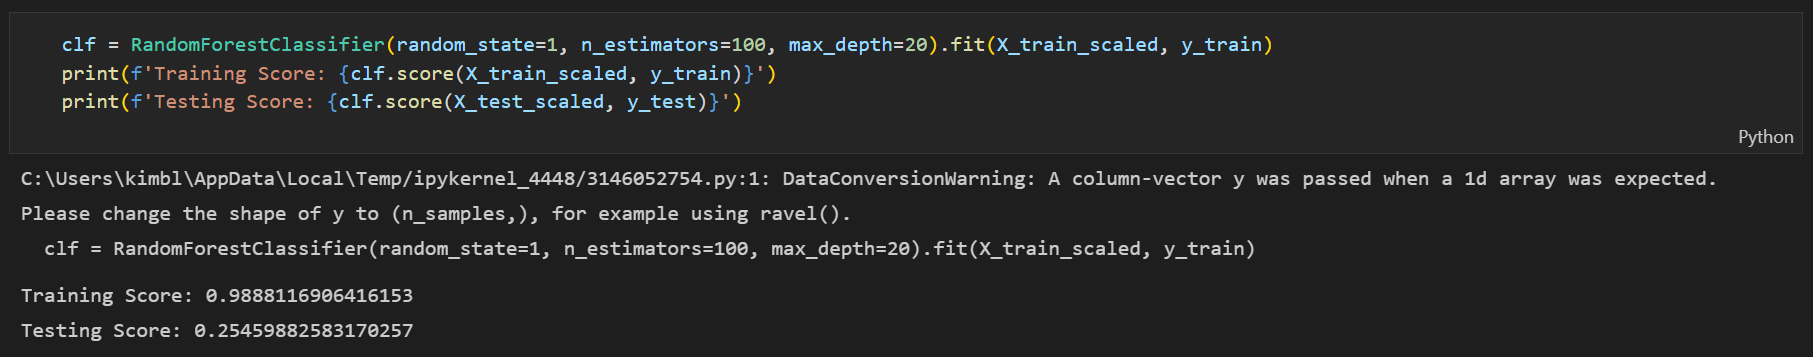 clf = RandomForestClassifier(random_state=1, n_estimators=100, max_depth=20).fit(X_train_scaled, y_train)
print(f'Training Score: {clf.score(X_train_scaled, y_train)}')
print(f'Testing Score: {clf.score(X_test_scaled, y_test)}')
Python
C:\Users\kimbl\AppData\Local\Temp/ipykernel_4448/3146052754.py:1: DataConversionWarning: A column-vector y was passed when a 1d array was expected.
Please change the shape of y to (n_samples,), for example using ravel().
clf = RandomForestClassifier(random_state=1, n_estimators=100, max_depth=20).fit(X_train_scaled, y_train)
Training Score: 0.9888116906416153
Testing Score: 0.25459882583170257